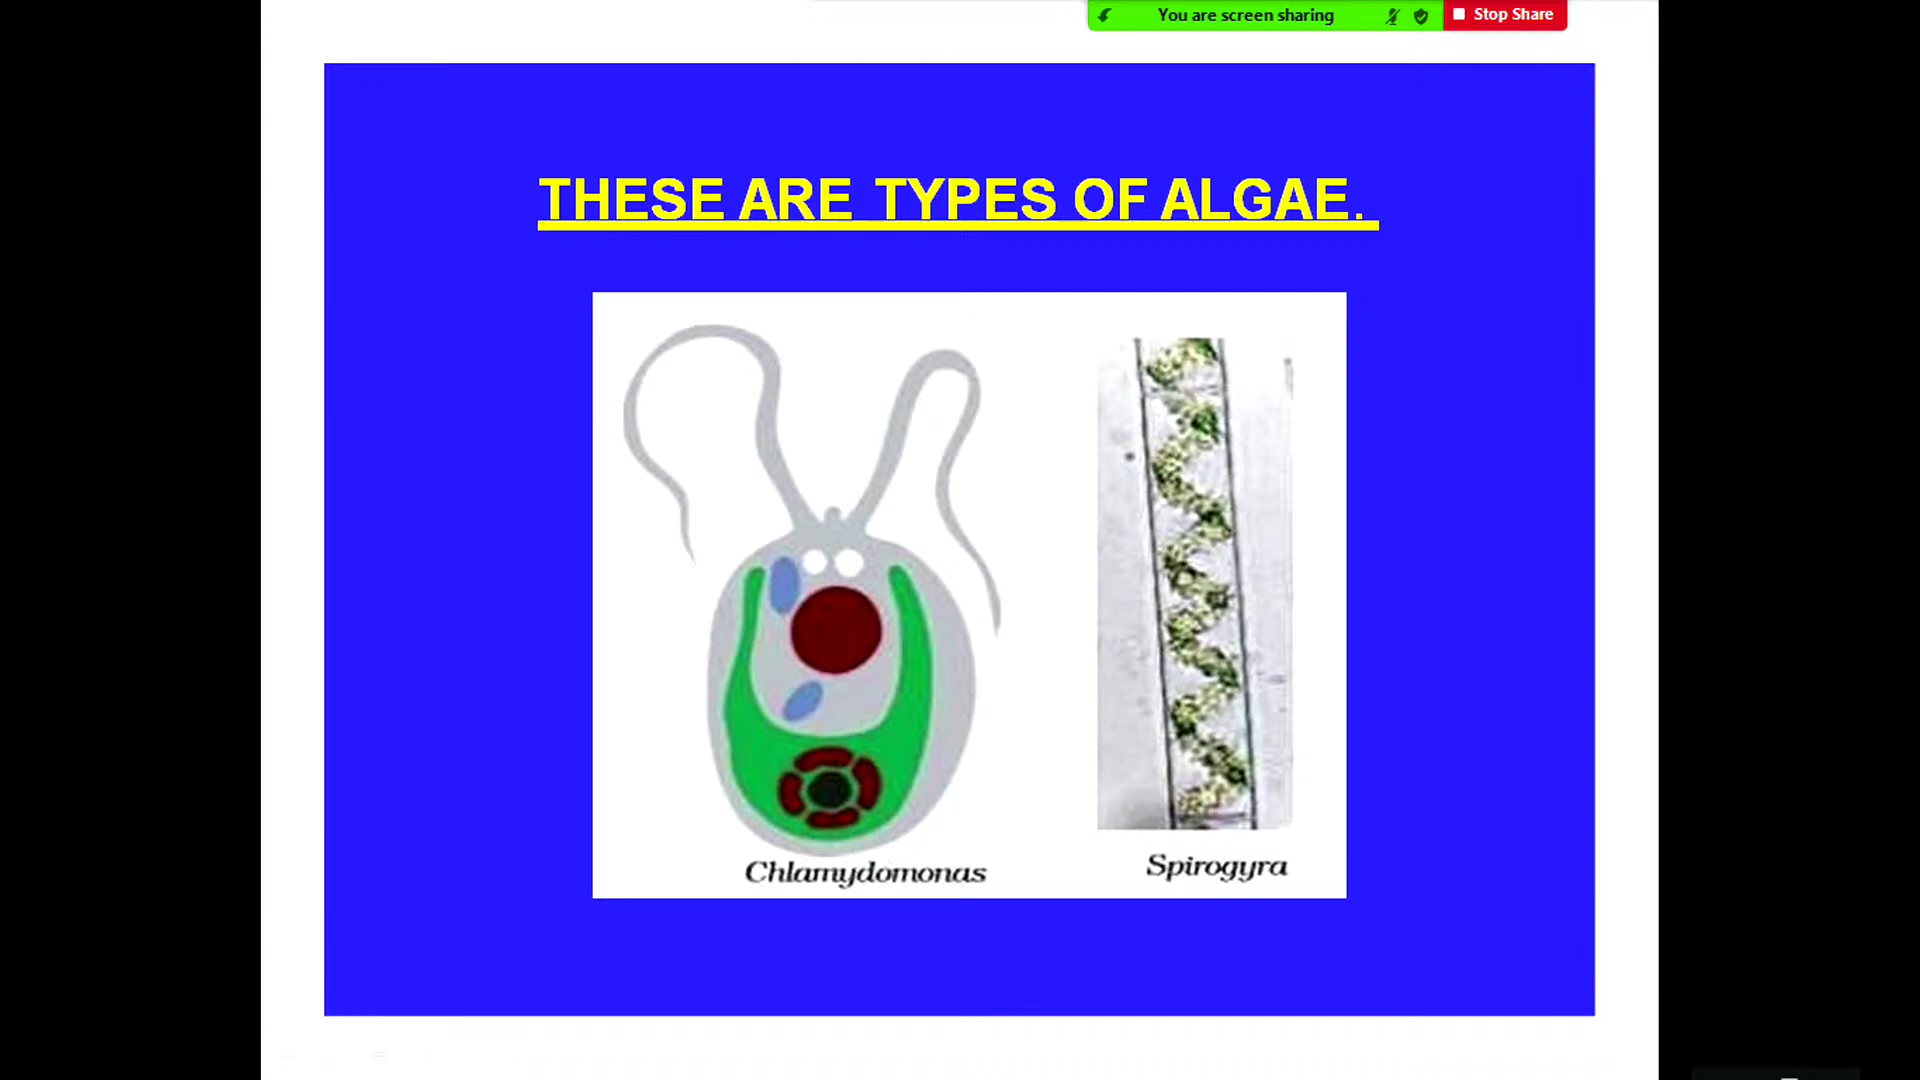 You are screen sharing
Stop Share
THESE ARE TYPES OF ALGAE.
Chlamydomonas
Spirogyra